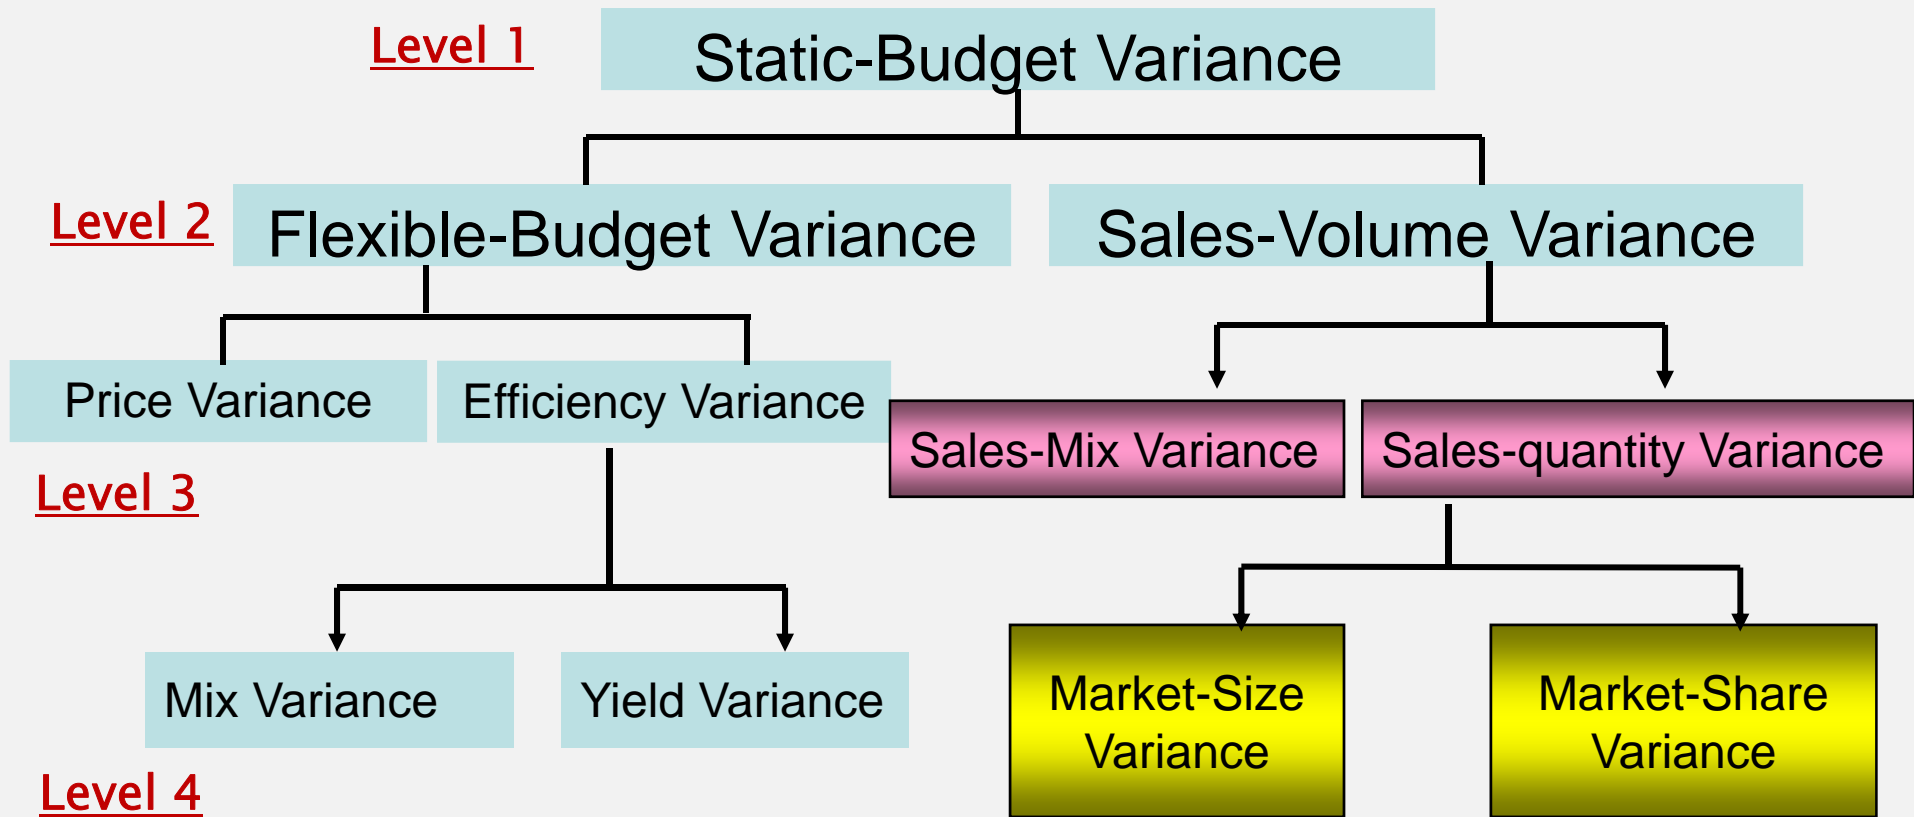 Level 1
Static-Budget Variance
Level 2
Flexible-Budget Variance
Sales-Volume Variance
Price Variance
Efficiency Variance
Sales-Mix Variance
Sales-quantity Variance
Level 3
Mix Variance
Yield Variance
Market-Size
Variance
Market-Share
Variance
Level 4